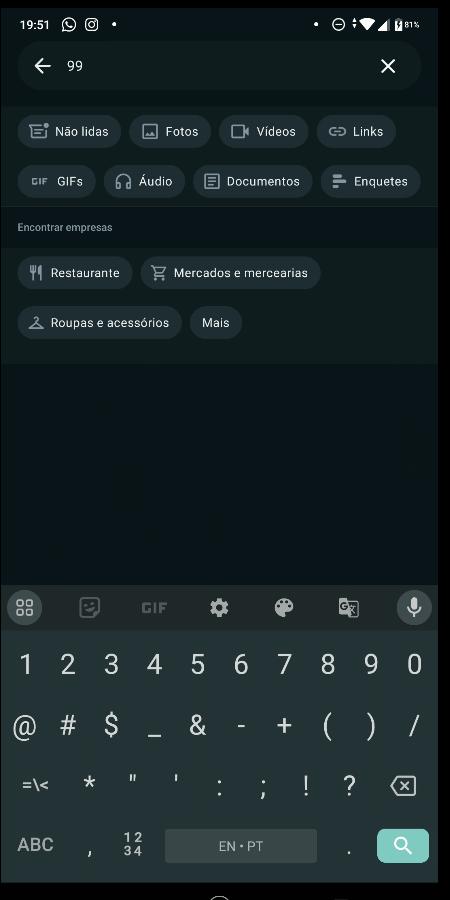 19:51 81%
99
Não lidas Fotos Vídeos Links
GIF GIFs Áudio Documentos Enquetes
Encontrar empresas
Restaurante Mercados e mercearias
Roupas e acessórios Mais
GIF
1 2 3 4 5 6 7 8 9 0
@ # $ _ & - + ( ) /
=\< * " ' : ; ! ?
ABC , 12 34 EN • PT .